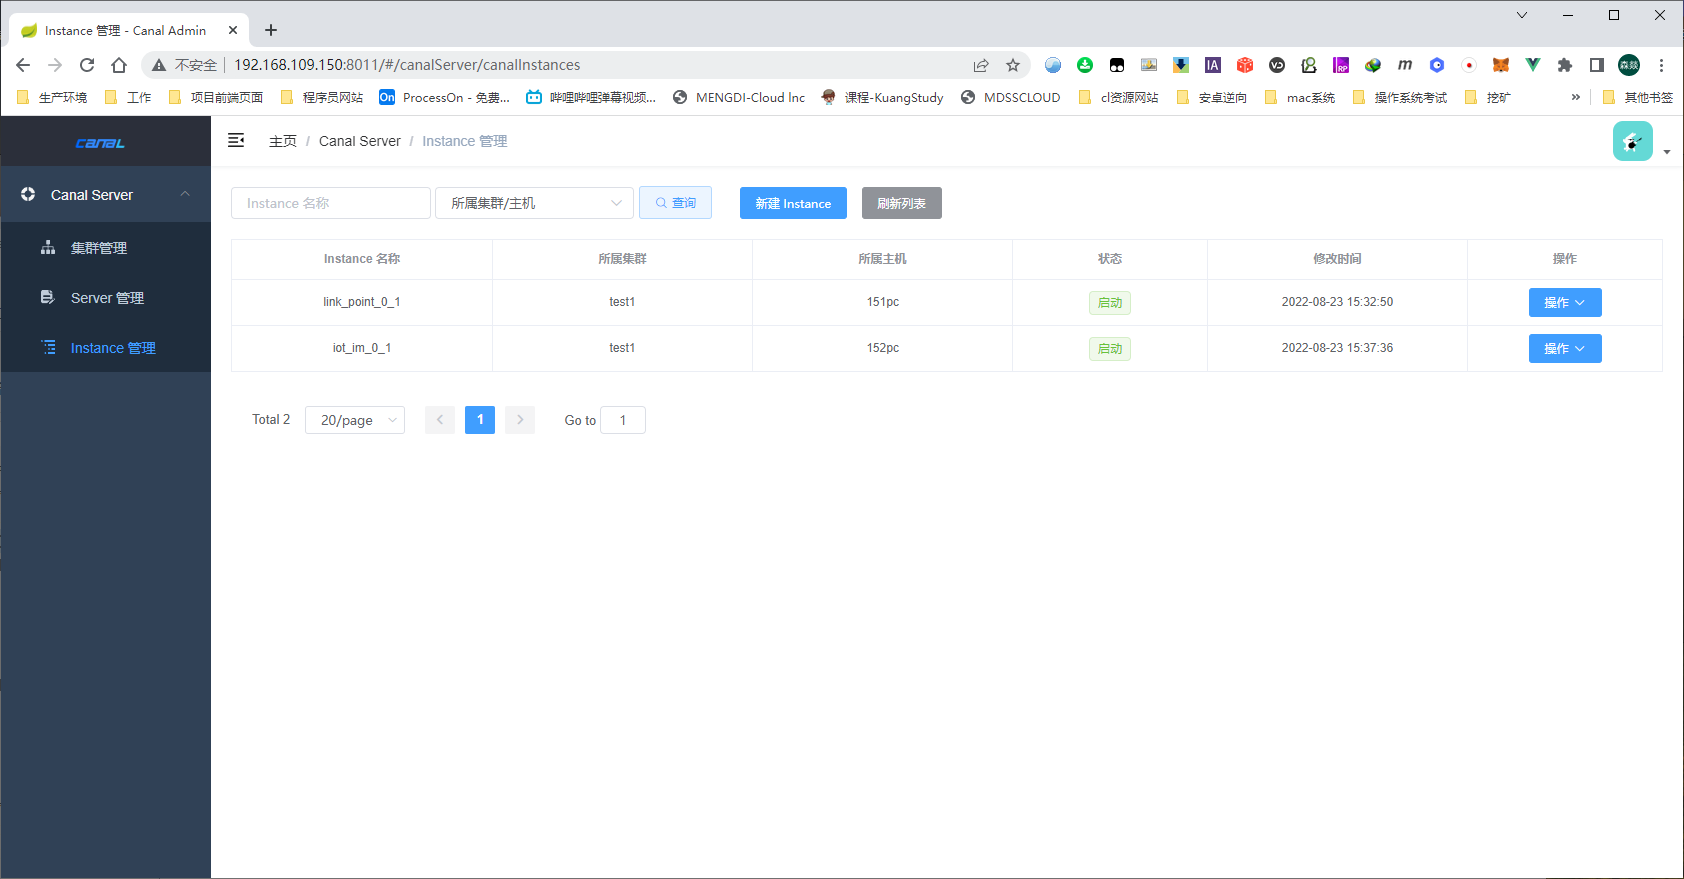 Instance 管理 - Canal Admin
不安全 192.168.109.150:8011/#/canalServer/canalInstances
IA RP m 森燚
生产环境 工作 项目前端页面 程序员网站 On ProcessOn - 免费... 哔哩哔哩弹幕视频... MENGDI-Cloud Inc 课程-KuangStudy MDSSCLOUD cl资源网站 安卓逆向 mac系统 操作系统考试 挖矿 » 其他书签
CANAL 主页 / Canal Server / Instance 管理
Canal Server
集群管理
Server 管理
Instance 管理
Instance 名称 所属集群/主机 查询 新建 Instance 刷新列表
Instance 名称 所属集群 所属主机 状态 修改时间 操作
link_point_0_1 test1 151pc 启动 2022-08-23 15:32:50 操作
iot_im_0_1 test1 152pc 启动 2022-08-23 15:37:36 操作
Total 2 20/page 1 Go to 1